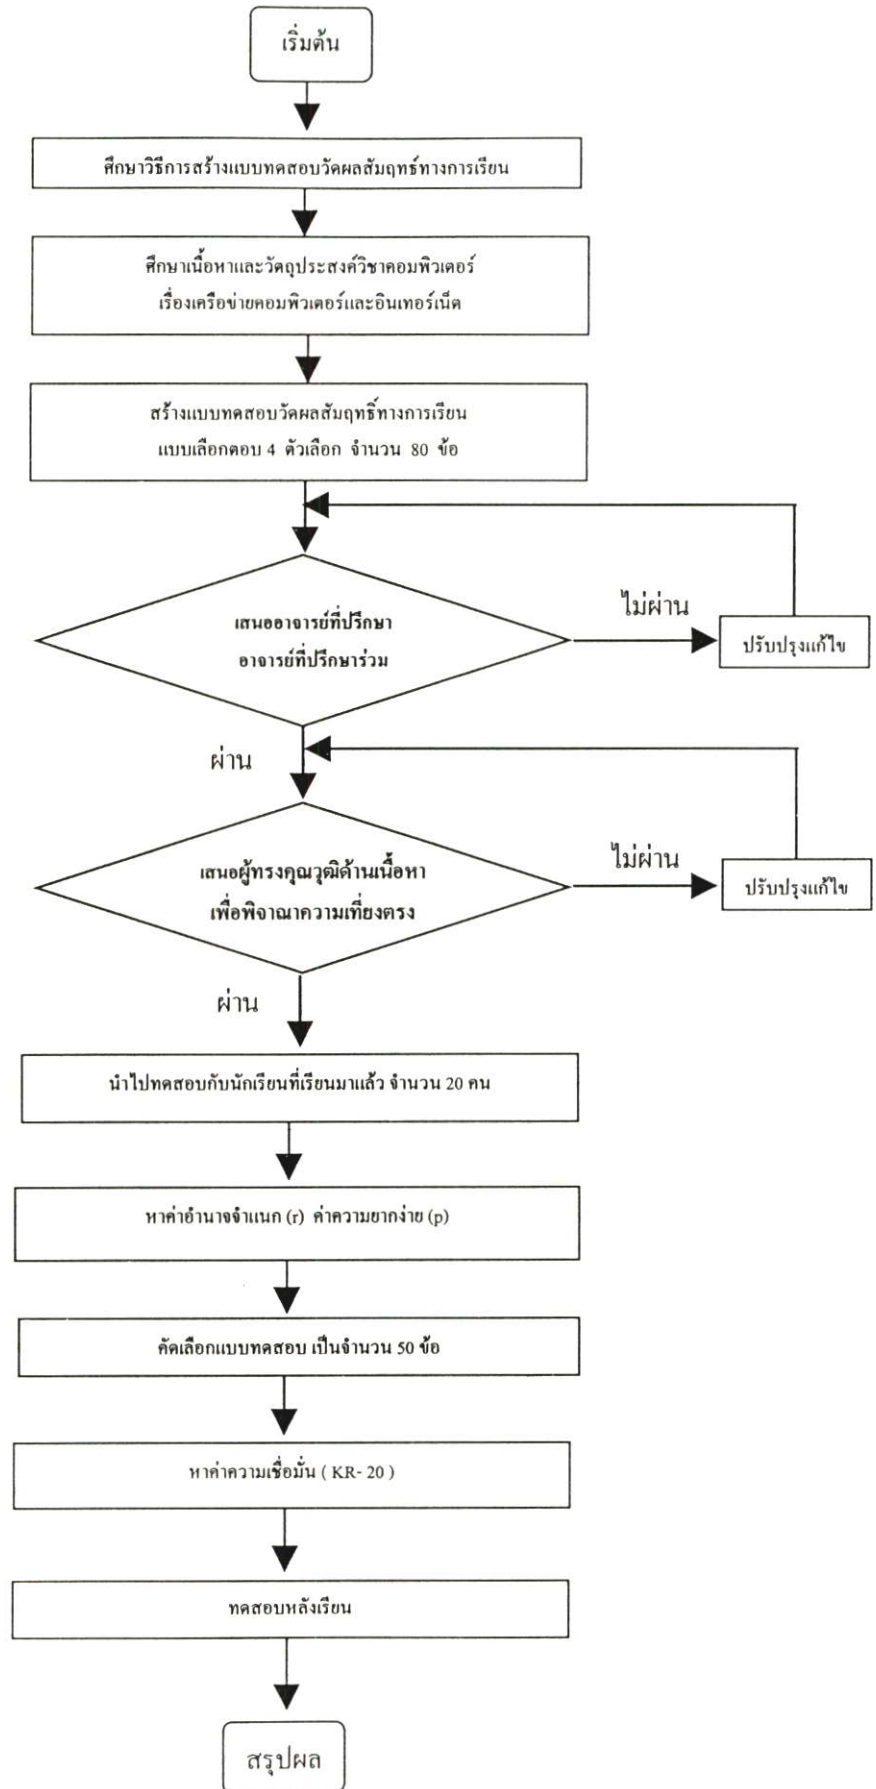 เริ่มต้น
ศึกษาวิธีการสร้างแบบทดสอบวัดผลสัมฤทธ์ทางการเรียน
ศึกษาเนื้อหาและวัตถุประสงค์วิชาคอมพิวเตอร์
เรื่องเครือข่ายคอมพิวเตอร์และอินเทอร์เน็ต
สร้างแบบทดสอบวัดผลสัมฤทธิ์ทางการเรียน
แบบเลือกตอบ 4 ตัวเลือก จำนวน 80 ข้อ
เสนออาจารย์ที่ปรึกษา
อาจารย์ที่ปรึกษาร่วม
ไม่ผ่าน
ปรับปรุงแก้ไข
ผ่าน
เสนอผู้ทรงคุณวุฒิด้านเนื้อหา
เพื่อพิจาณาความเที่ยงตรง
ไม่ผ่าน
ปรับปรุงแก้ไข
ผ่าน
นำไปทดสอบกับนักเรียนที่เรียนมาแล้ว จำนวน 20 คน
หาค่าอำนาจจำแนก (r) ค่าความยากง่าย (p)
คัดเลือกแบบทดสอบ เป็นจำนวน 50 ข้อ
หาค่าความเชื่อมั่น ( KR- 20 )
ทดสอบหลังเรียน
สรุปผล